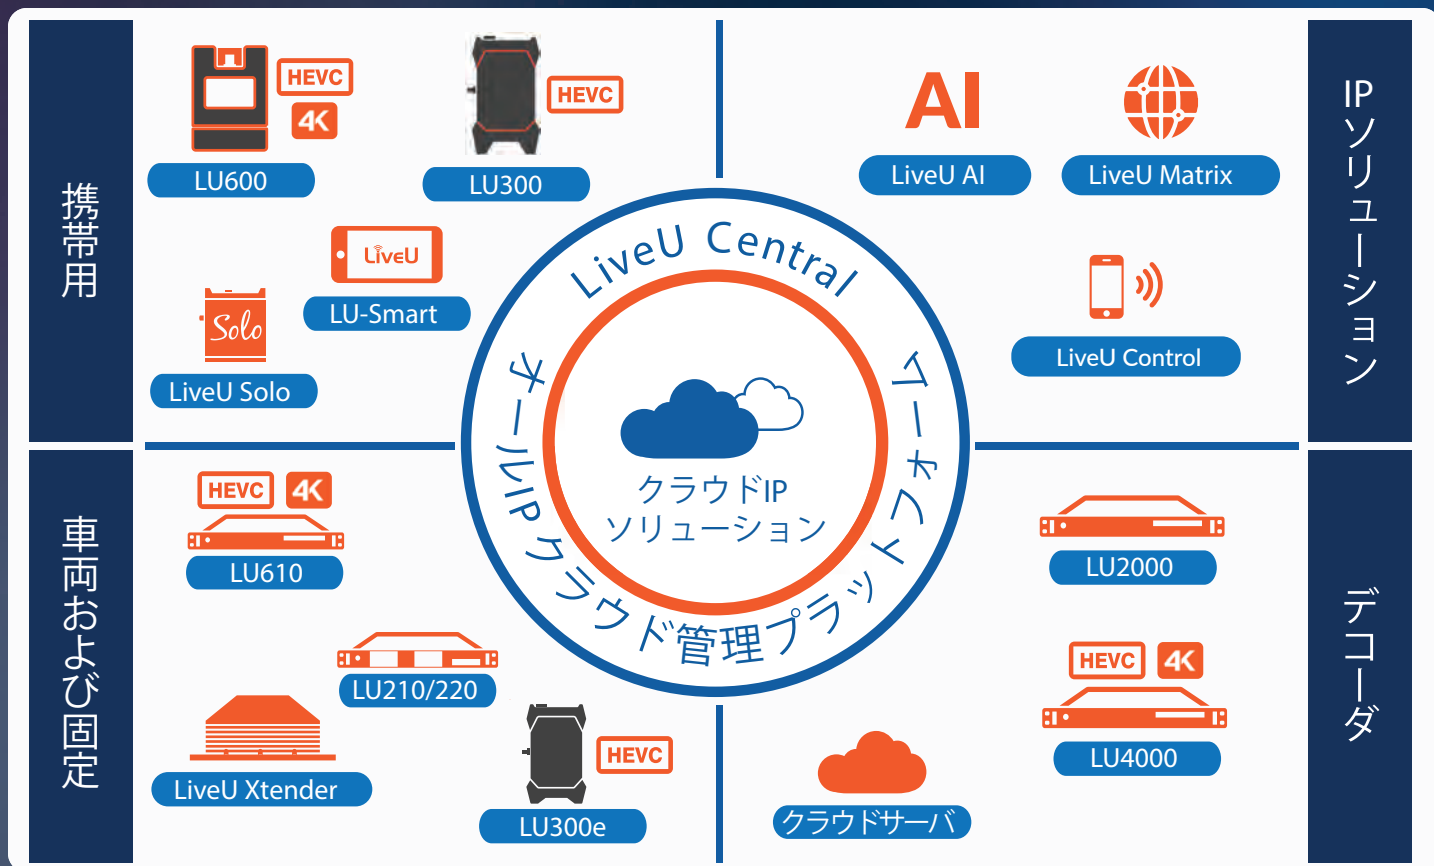 携帯用
HEVC
4K
LU600
HEVC
LU300
LiveU
LU-Smart
Solo
LiveU Solo
IPソリューション
AI
LiveU AI
LiveU Matrix
LiveU Control
LiveU Central
オールIPクラウド管理プラットフォーム
クラウドIP
ソリューション
車両および固定
HEVC
4K
LU610
LU210/220
LiveU Xtender
HEVC
LU300e
デコーダ
LU2000
HEVC
4K
LU4000
クラウドサーバ